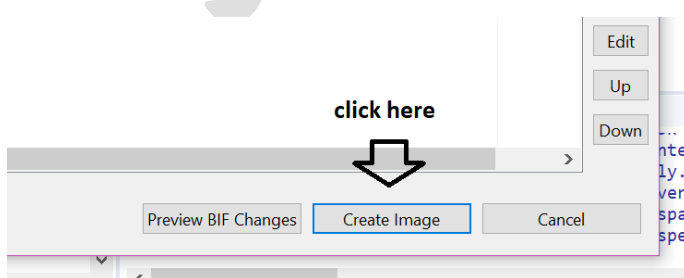 Edit
Up
click here
Down
Preview BIF Changes
Create Image
Cancel